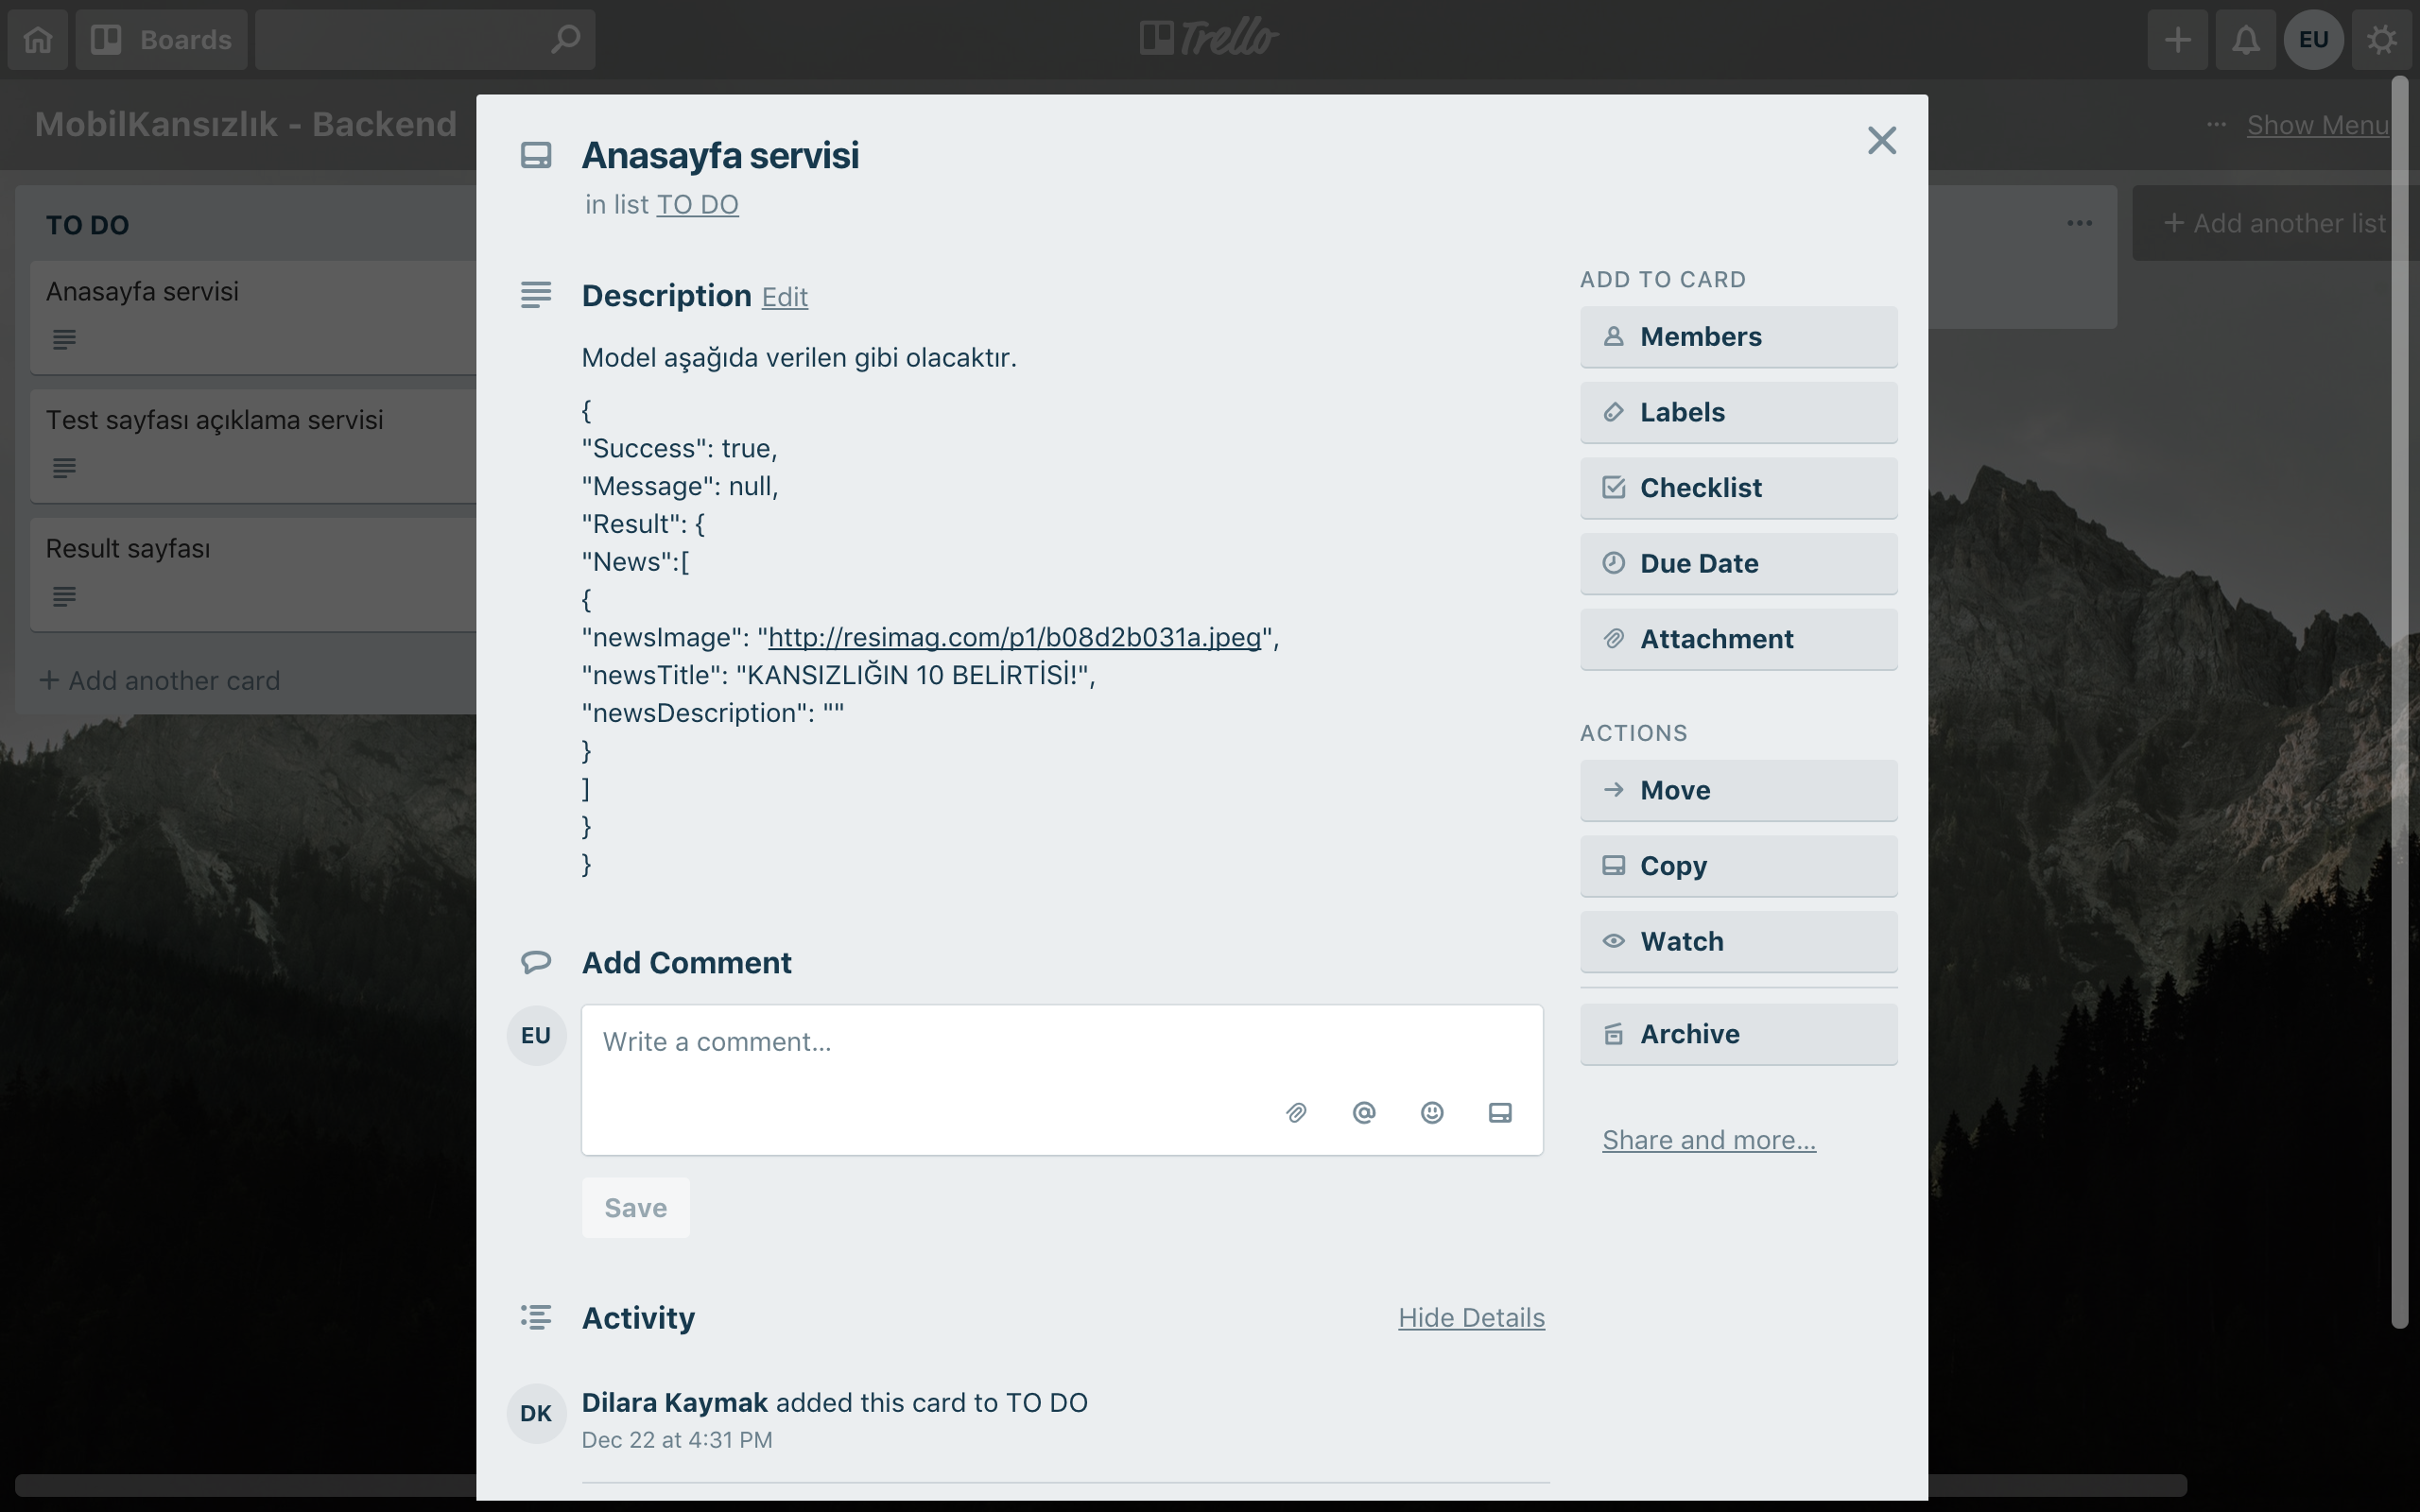 Boards
Trello
EU
MobilKansızlık - Backend
... Show Menu
TO DO
Anasayfa servisi
Test sayfası açıklama servisi
Result sayfası
+ Add another card
... + Add another list
Anasayfa servisi
in list TO DO
Description Edit
Model aşağıda verilen gibi olacaktır.
{
"Success": true,
"Message": null,
"Result": {
"News":[
{
"newsImage": "http://resimag.com/p1/b08d2b031a.jpeg",
"newsTitle": "KANSIZLIĞIN 10 BELİRTİSİ!",
"newsDescription": ""
}
]
}
}
Add Comment
EU
Write a comment...
@
Save
Activity Hide Details
DK
Dilara Kaymak added this card to TO DO
Dec 22 at 4:31 PM
ADD TO CARD
Members
Labels
Checklist
Due Date
Attachment
ACTIONS
Move
Copy
Watch
Archive
Share and more...